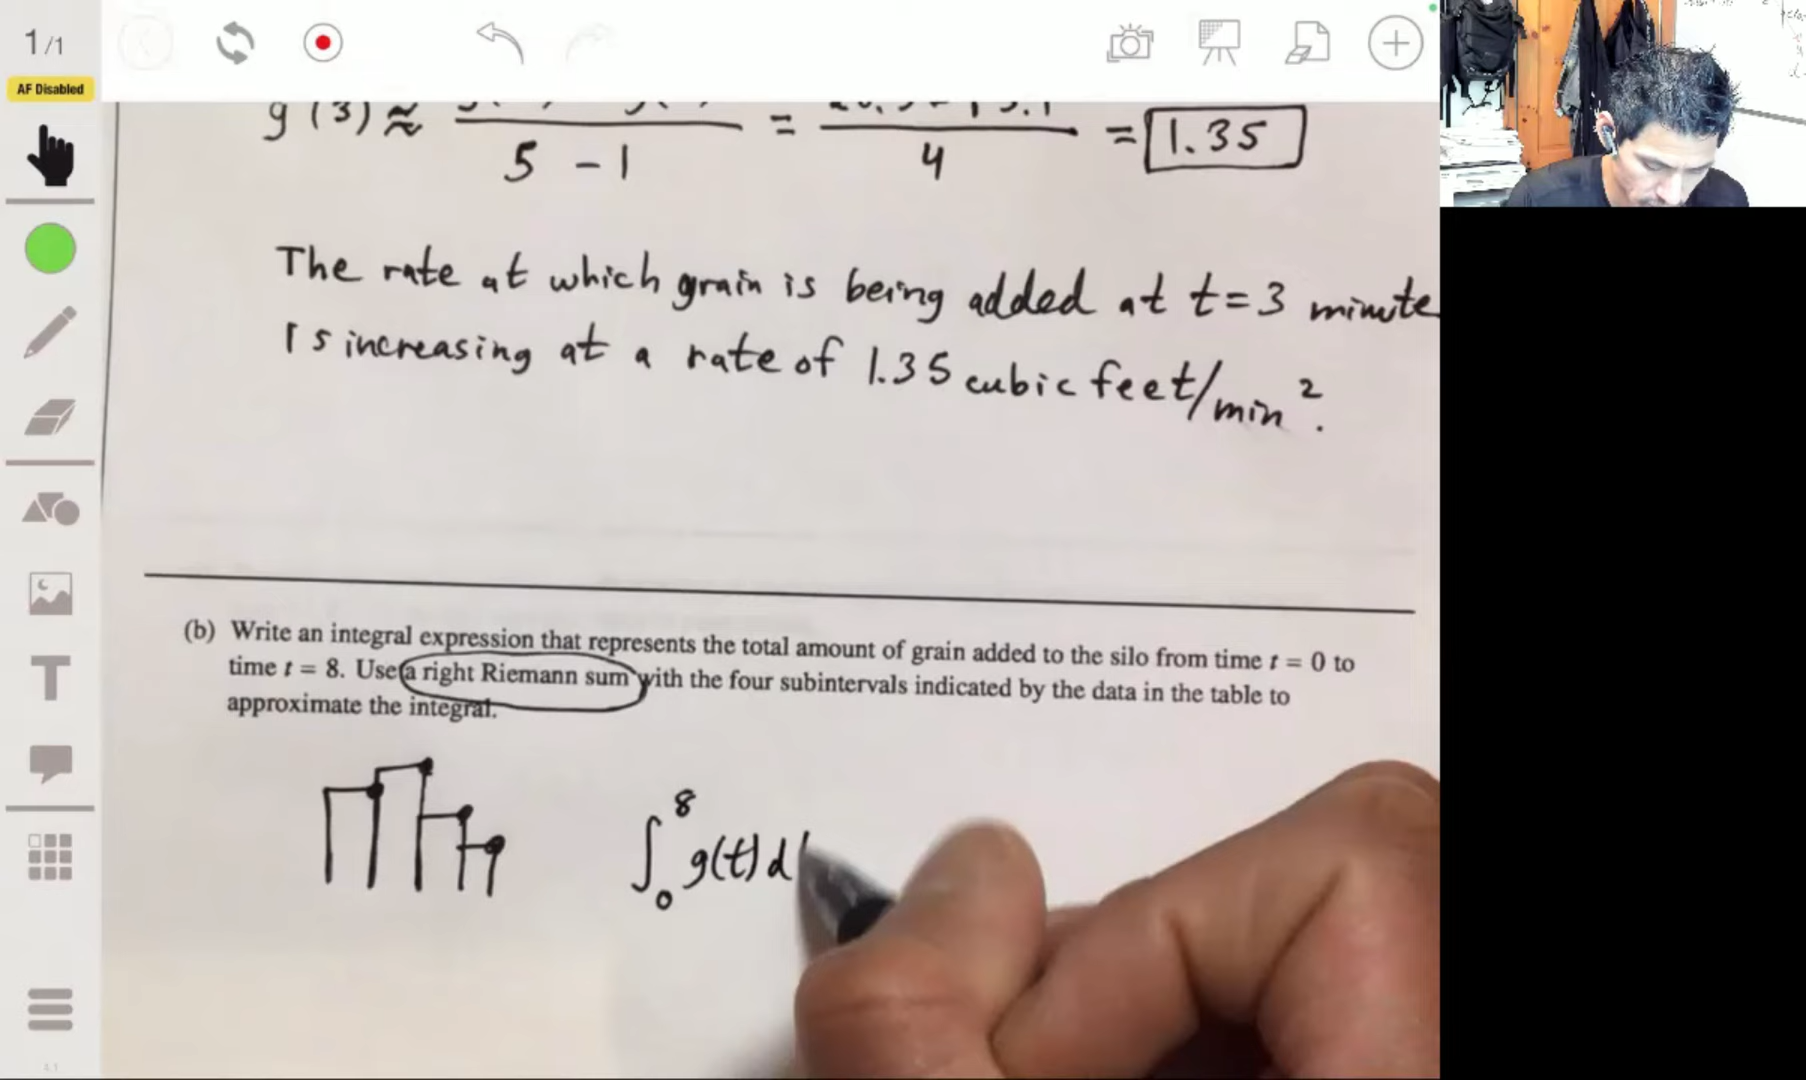 1/1
AF Disabled
g'(3) ≈
5 - 1
=
4
= 1.35
The rate at which grain is being added at t=3 minute
Is increasing at a rate of 1.35 cubic feet/min².
(b) Write an integral expression that represents the total amount of grain added to the silo from time t = 0 to
time t = 8. Use a right Riemann sum with the four subintervals indicated by the data in the table to
approximate the integral.
∫₀⁸ g(t) d
T